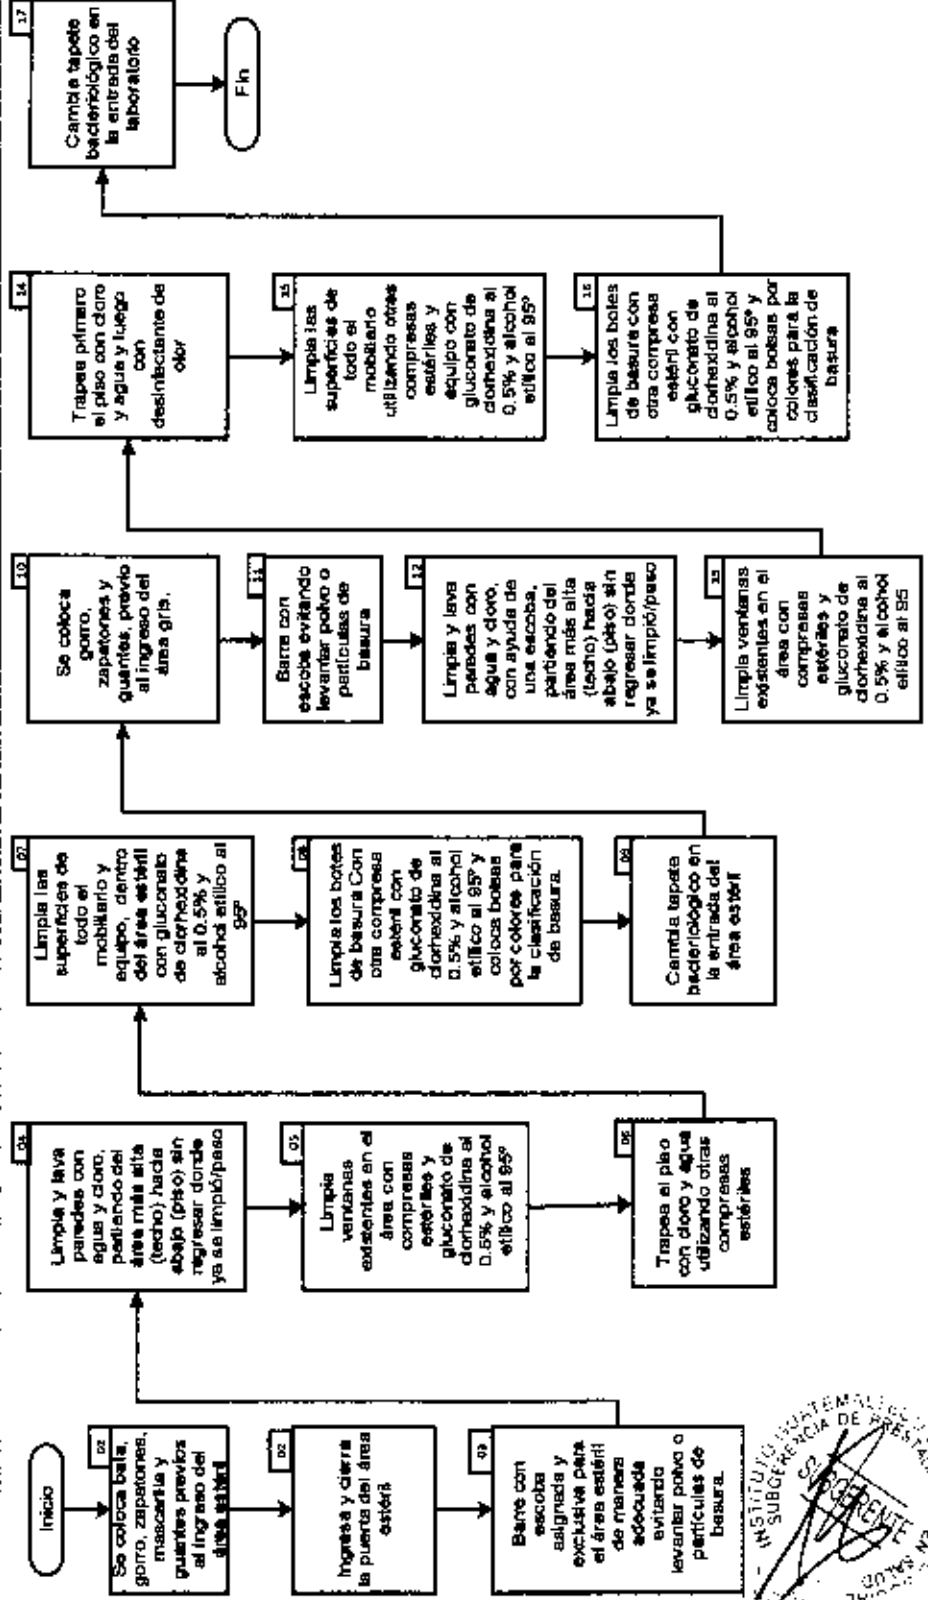 Inicio
01
Se coloca bata,
gorro, zapatones,
mascarilla y
guantes previos
al ingreso del
área estéril
02
Ingresa y cierra
la puerta del área
estéril
03
Barre con
escoba
asignada y
exclusiva para
el área estéril
de manera
adecuada
evitando
levantar polvo o
partículas de
basura.
04
Limpia y lava
paredes con
agua y cloro,
partiendo del
área más alta
(techo) hacia
abajo (piso) sin
regresar donde
ya se limpió/paso
05
Limpia
ventanas
existentes en el
área con
compresas
estériles y
gluconato de
clorhexidina al
0.5% y alcohol
etílico al 95º
06
Trapea el piso
con cloro y agua
utilizando otras
compresas
estériles
07
Limpia las
superficies de
todo el
mobiliario y
equipo, dentro
del área estéril
con gluconato
de clorhexidina
al 0.5% y
alcohol etílico al
95º
08
Limpia los botes
de basura Con
otra compresa
estéril con
gluconato de
clorhexidina al
0.5% y alcohol
etílico al 95º y
coloca bolsas
por colores para
la clasificación
de basura.
09
Cambia tapete
bacteriológico en
la entrada del
área estéril
10
Se coloca
gorro,
zapatones y
guantes, previo
al ingreso del
área gris.
11
Barre con
escoba evitando
levantar polvo o
partículas de
basura
12
Limpia y lava
paredes con
agua y cloro,
con ayuda de
una escoba,
partiendo del
área más alta
(techo) hacia
abajo (piso) sin
regresar donde
ya se limpió/paso
13
Limpia ventanas
existentes en el
área con
compresas
estériles y
gluconato de
clorhexidina al
0.5% y alcohol
etílico al 95
14
Trapea primero
el piso con cloro
y agua y luego
con
desinfectante de
olor
15
Limpia las
superficies de
todo el
mobiliario
utilizando otras
compresas
estériles y
equipo con
gluconato de
clorhexidina al
0.5% y alcohol
etílico al 95º
16
Limpia los botes
de basura con
otra compresa
estéril con
gluconato de
clorhexidina al
0.5% y alcohol
etílico al 95º y
coloca bolsas por
colores para la
clasificación de
basura
17
Cambia tapete
bacteriológico en
la entrada del
laboratorio
Fin
INSTITUTO GUATEMALTECO
SUBGERENCIA DE
SUBGERENTE
EN SALUD